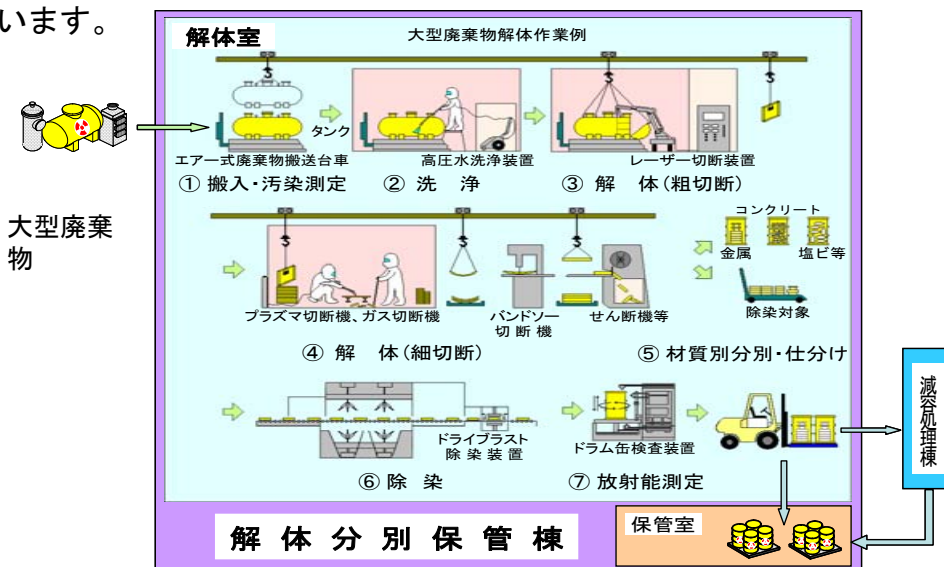 います。
解体室
大型廃棄物解体作業例
大型廃棄
物
タンク
エアー式廃棄物搬送台車
高圧水洗浄装置
レーザー切断装置
① 搬入・汚染測定
② 洗 浄
③ 解 体(粗切断)
コンクリート
金属
塩ビ等
除染対象
プラズマ切断機、ガス切断機
バンドソー
切断機
せん断機等
④ 解 体(細切断)
⑤ 材質別分別・仕分け
ドライブラスト
除染装置
ドラム缶検査装置
⑥ 除 染
⑦ 放射能測定
減容処理棟
解体分別保管棟
保管室